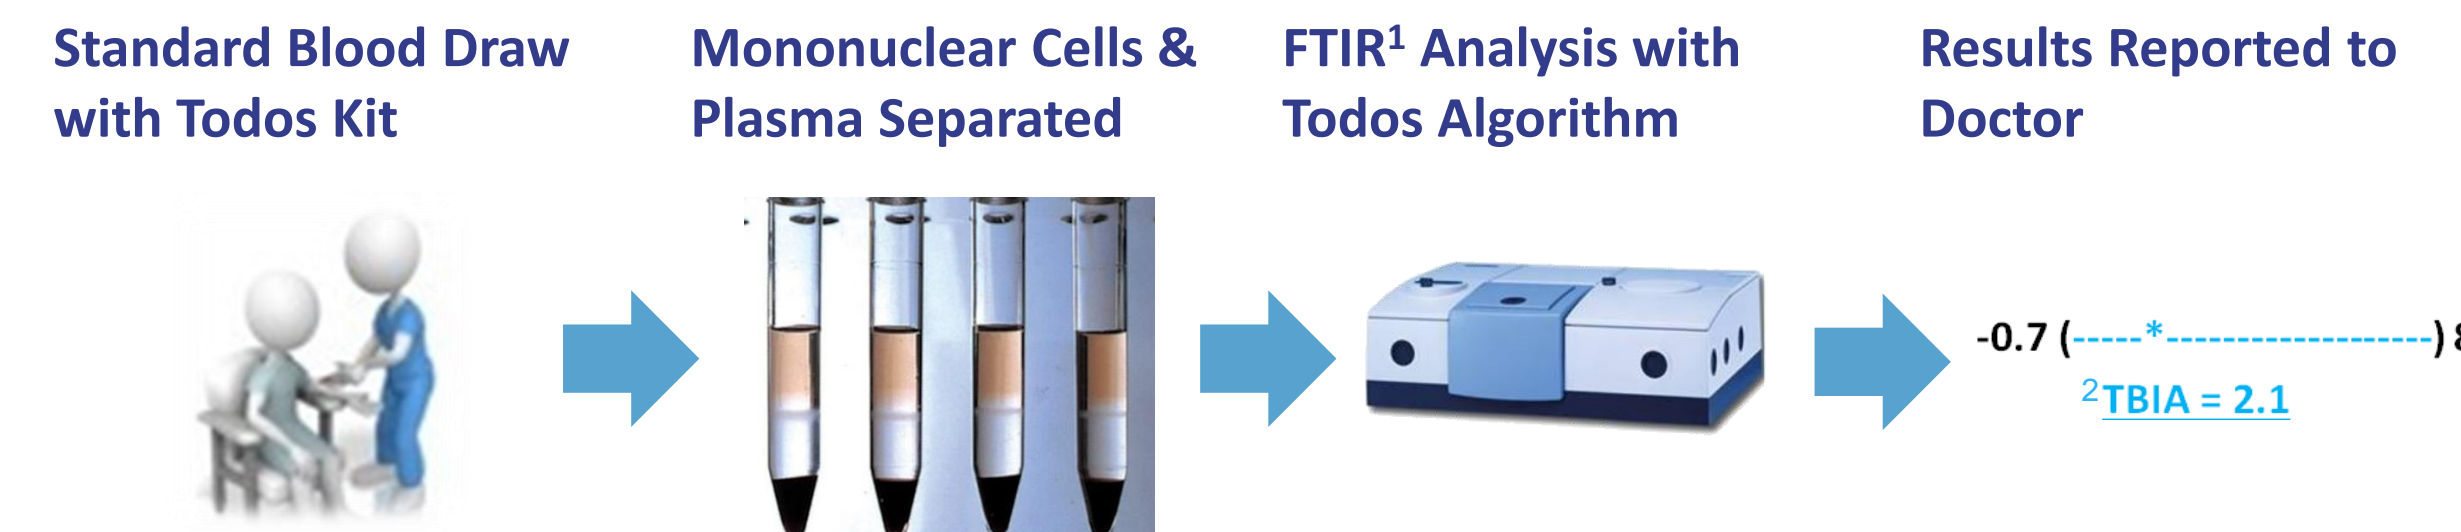 Standard Blood Draw
with Todos Kit
Mononuclear Cells &
Plasma Separated
FTIR¹ Analysis with
Todos Algorithm
Results Reported to
Doctor
-0.7 (-----*-------------------)
²TBIA = 2.1